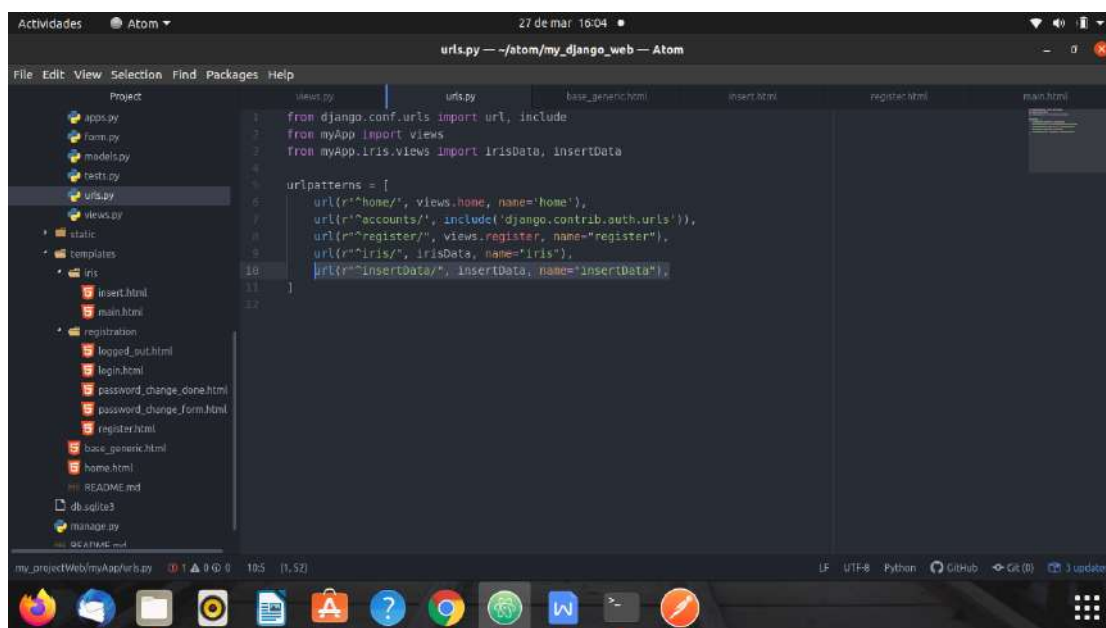 Actividades Atom 27 de mar 16:04
urls.py — ~/atom/my_django_web — Atom
File Edit View Selection Find Packages Help
Project views.py urls.py base_generic.html insert.html register.html main.html
apps.py
form.py
models.py
tests.py
urls.py
views.py
static
templates
iris
insert.html
main.html
registration
logged_out.html
login.html
password_change_done.html
password_change_form.html
register.html
base_generic.html
home.html
README.md
db.sqlite3
manage.py
README.md
1 from django.conf.urls import url, include
2 from myApp import views
3 from myApp.iris.views import irisData, insertData
4
5 urlpatterns = [
6 url(r'^home/', views.home, name='home'),
7 url(r'^accounts/', include('django.contrib.auth.urls')),
8 url(r"^register/", views.register, name="register"),
9 url(r"^iris/", irisData, name="iris"),
10 url(r"^insertData/", insertData, name="insertData"),
11 ]
12
my_projectWeb/myApp/urls.py 1 0 0 10:5 (1, 52) LF UTF-8 Python GitHub Git (0) 3 updates